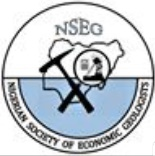 NSEG
NIGERIAN SOCIETY OF ECONOMIC GEOLOGISTS